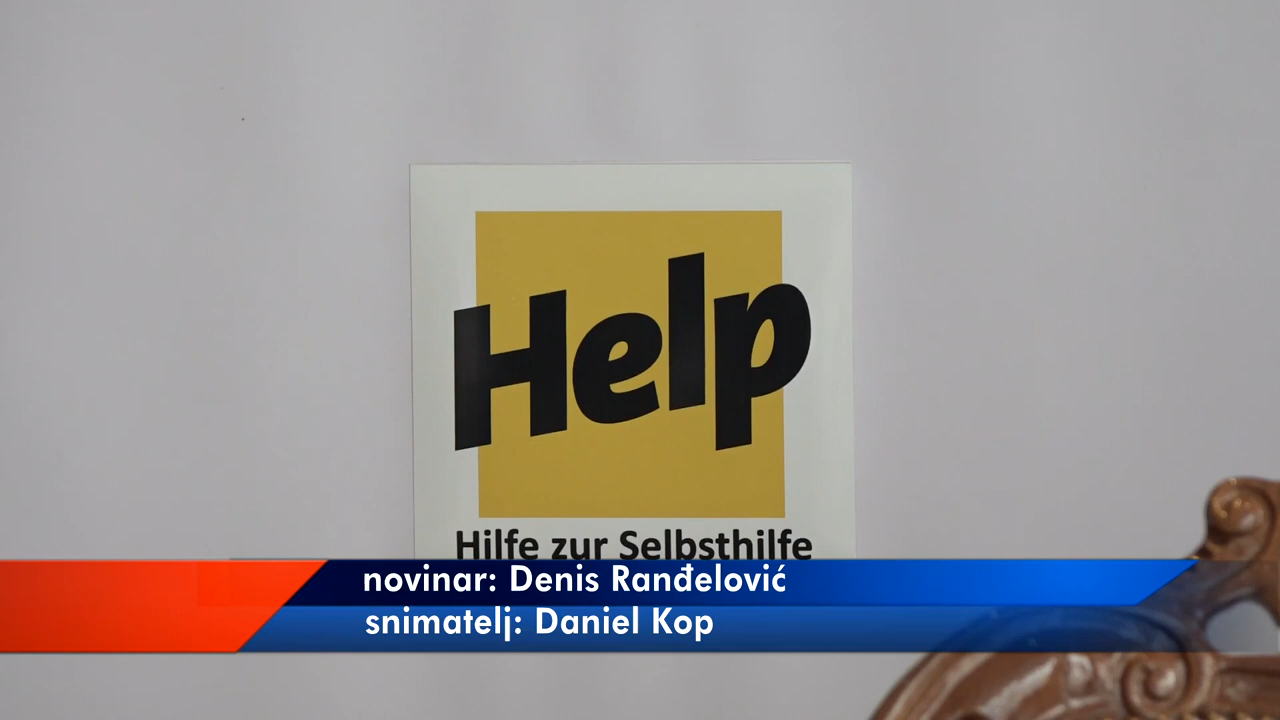 Help
Hilfe zur Selbsthilfe
novinar: Denis Ranđelović
snimatelj: Daniel Kop